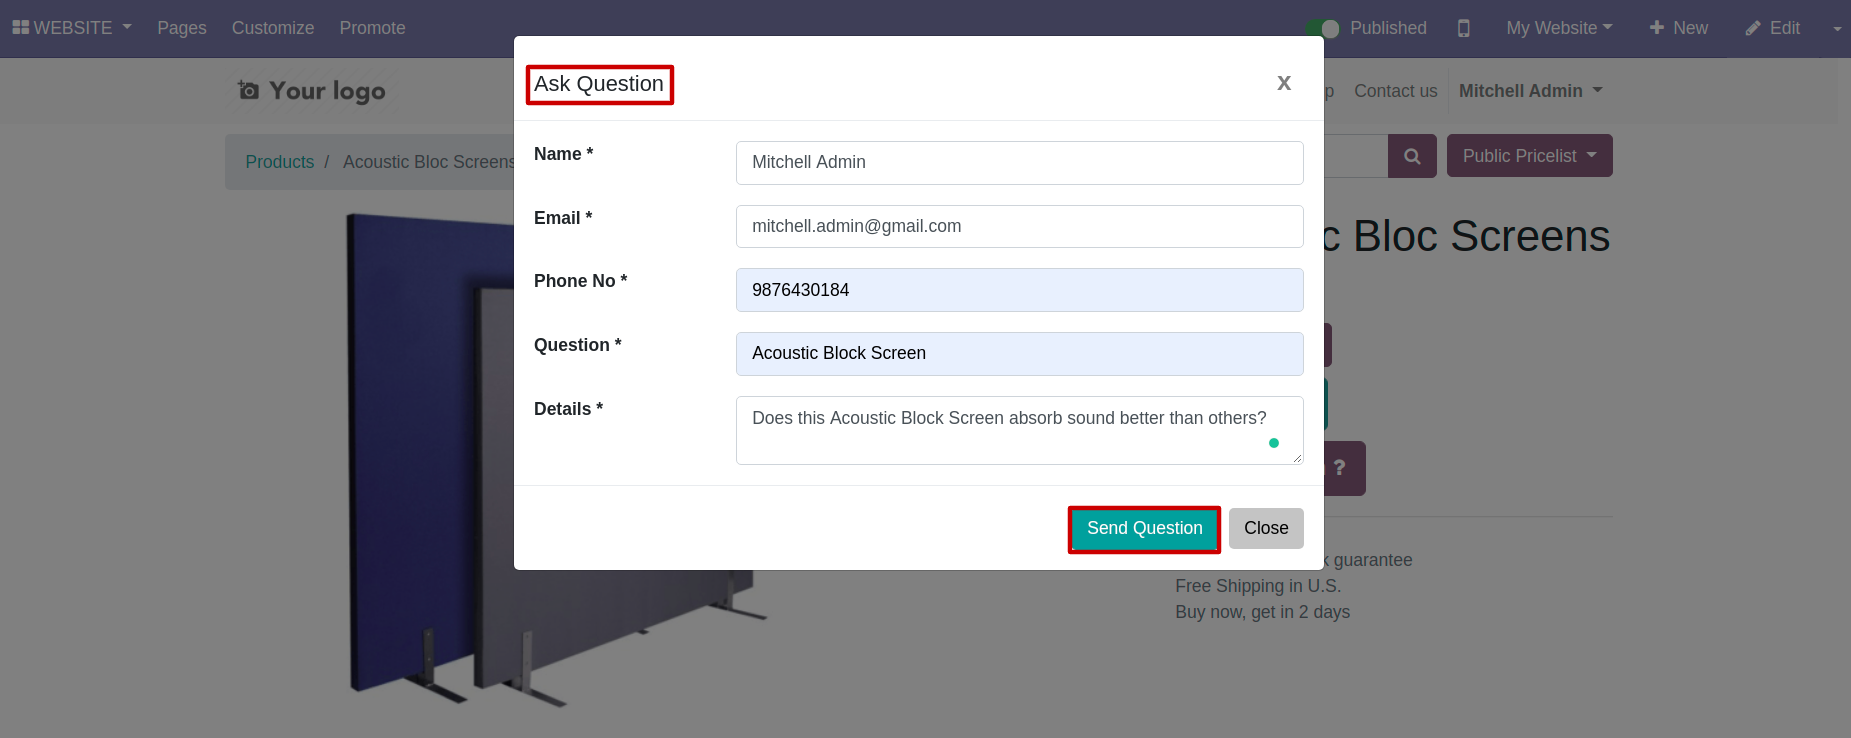 WEBSITE Pages Customize Promote Published My Website New Edit
Your logo Contact us Mitchell Admin
Products / Acoustic Bloc Screens Public Pricelist
Bloc Screens
?
guarantee
Free Shipping in U.S.
Buy now, get in 2 days
Ask Question X
Name * Mitchell Admin
Email * mitchell.admin@gmail.com
Phone No * 9876430184
Question * Acoustic Block Screen
Details * Does this Acoustic Block Screen absorb sound better than others?
Send Question Close